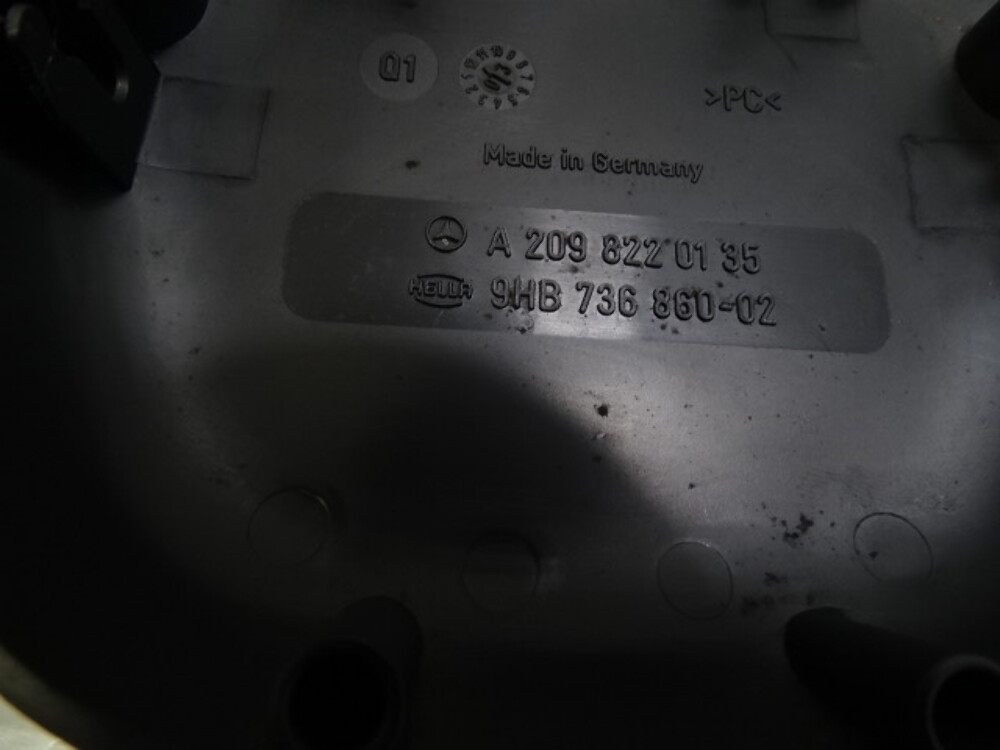 Q1
>PC<
Made in Germany
A 209 822 01 35
HELLA 9HB 736 860-02